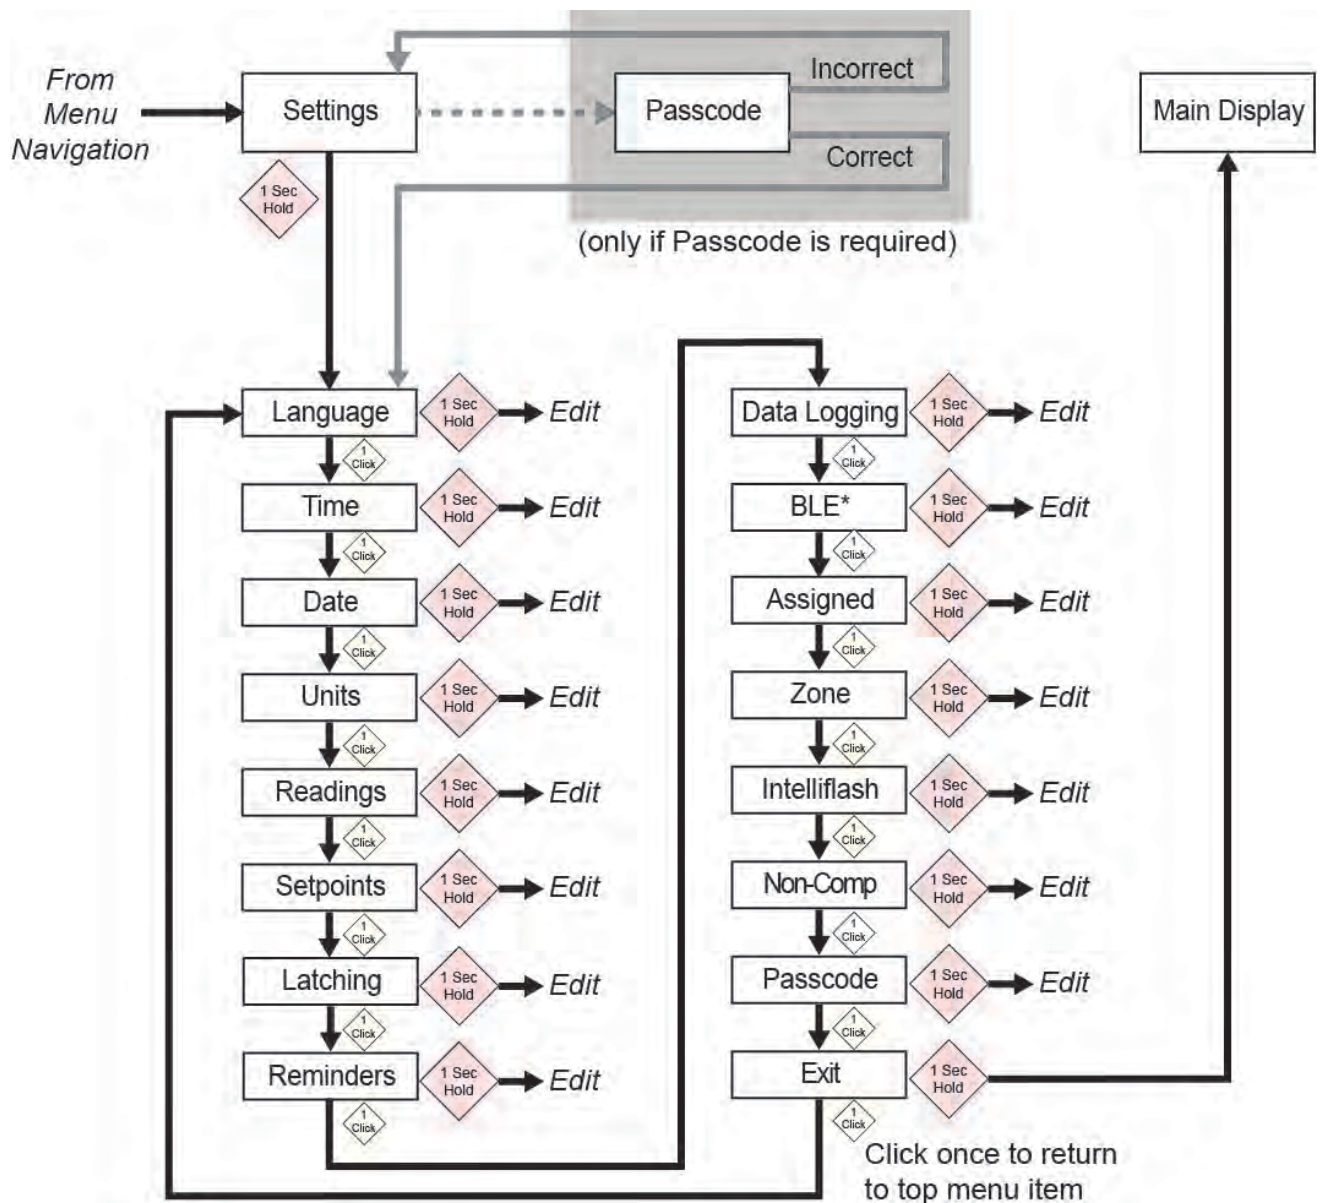 From
Menu
Navigation
Settings
Passcode
Incorrect
Correct
Main Display
1 Sec
Hold
(only if Passcode is required)
Language
1 Sec
Hold
Edit
1
Click
Time
1 Sec
Hold
Edit
1
Click
Date
1 Sec
Hold
Edit
1
Click
Units
1 Sec
Hold
Edit
1
Click
Readings
1 Sec
Hold
Edit
1
Click
Setpoints
1 Sec
Hold
Edit
1
Click
Latching
1 Sec
Hold
Edit
1
Click
Reminders
1 Sec
Hold
Edit
1
Click
Data Logging
1 Sec
Hold
Edit
1
Click
BLE*
1 Sec
Hold
Edit
1
Click
Assigned
1 Sec
Hold
Edit
1
Click
Zone
1 Sec
Hold
Edit
1
Click
Intelliflash
1 Sec
Hold
Edit
1
Click
Non-Comp
1 Sec
Hold
Edit
1
Click
Passcode
1 Sec
Hold
Edit
1
Click
Exit
1 Sec
Hold
1
Click
Click once to return
to top menu item